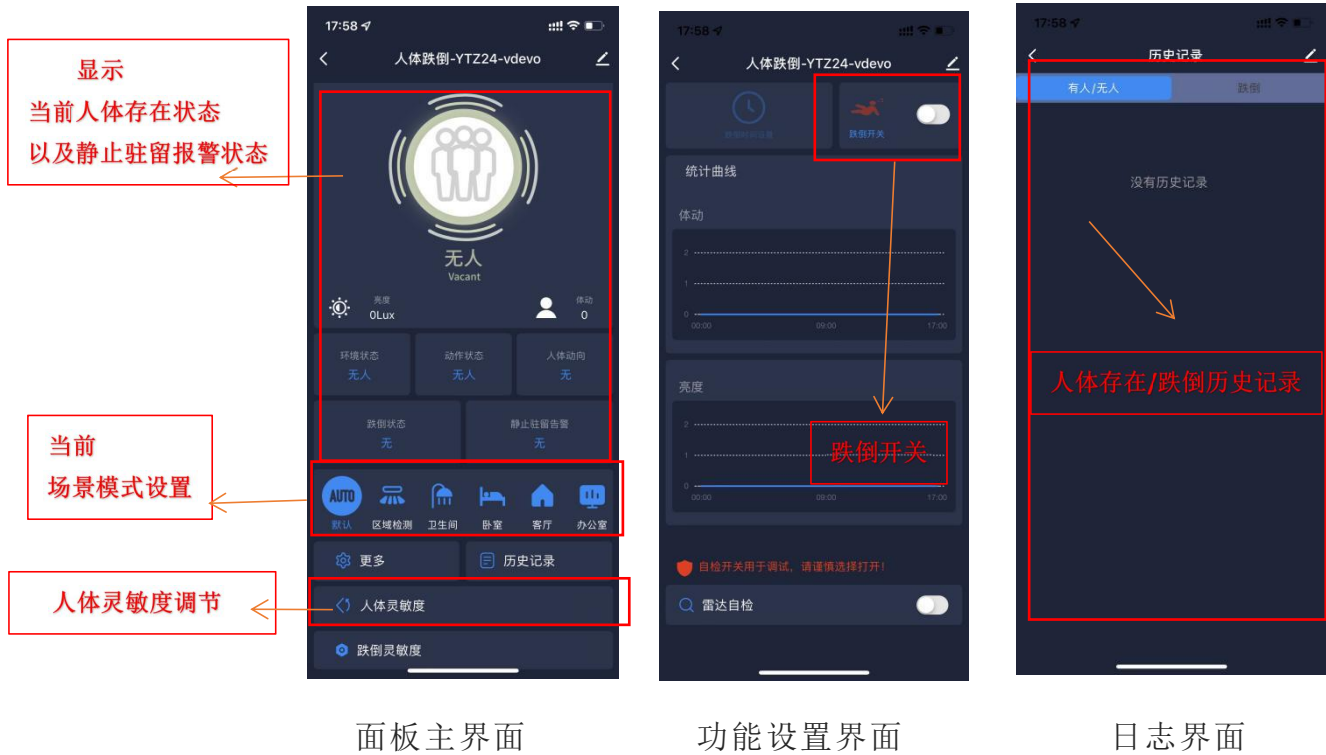 显示
当前人体存在状态
以及静止驻留报警状态
当前
场景模式设置
人体灵敏度调节
17:58
人体跌倒-YTZ24-vdevo
无人
Vacant
亮度
0Lux
体动
0
环境状态
无人
动作状态
无人
人体动向
无
跌倒状态
无
静止驻留告警
无
AUTO
默认 区域检测 卫生间 卧室 客厅 办公室
更多
历史记录
人体灵敏度
跌倒灵敏度
面板主界面
17:58
人体跌倒-YTZ24-vdevo
跌倒开关
统计曲线
体动
2
1
0
00:00 09:00 17:00
亮度
2
跌倒开关
1
0
00:00 09:00 17:00
自检开关用于调试，请谨慎选择打开！
雷达自检
功能设置界面
17:58
历史记录
有人/无人 跌倒
没有历史记录
人体存在/跌倒历史记录
日志界面